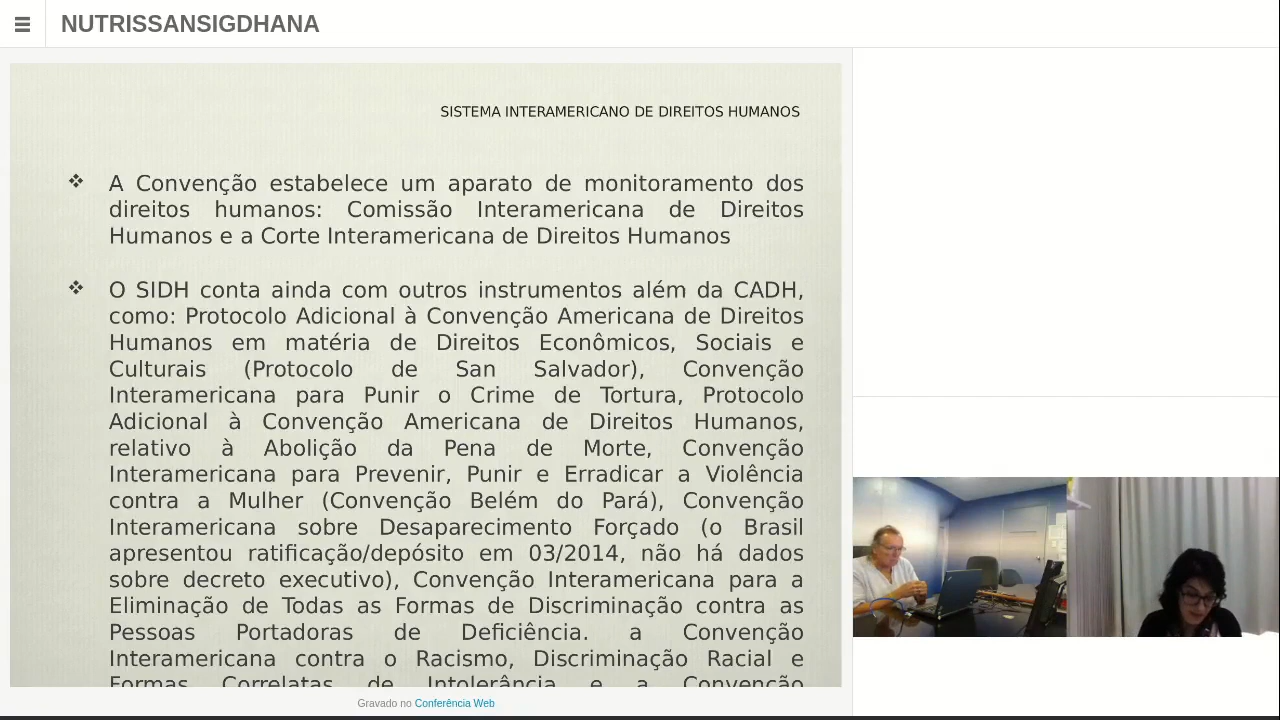 NUTRISSANSIGDHANA
SISTEMA INTERAMERICANO DE DIREITOS HUMANOS
❖ A Convenção estabelece um aparato de monitoramento dos
direitos humanos: Comissão Interamericana de Direitos
Humanos e a Corte Interamericana de Direitos Humanos
❖ O SIDH conta ainda com outros instrumentos além da CADH,
como: Protocolo Adicional à Convenção Americana de Direitos
Humanos em matéria de Direitos Econômicos, Sociais e
Culturais (Protocolo de San Salvador), Convenção
Interamericana para Punir o Crime de Tortura, Protocolo
Adicional à Convenção Americana de Direitos Humanos,
relativo à Abolição da Pena de Morte, Convenção
Interamericana para Prevenir, Punir e Erradicar a Violência
contra a Mulher (Convenção Belém do Pará), Convenção
Interamericana sobre Desaparecimento Forçado (o Brasil
apresentou ratificação/depósito em 03/2014, não há dados
sobre decreto executivo), Convenção Interamericana para a
Eliminação de Todas as Formas de Discriminação contra as
Pessoas Portadoras de Deficiência. a Convenção
Interamericana contra o Racismo, Discriminação Racial e
Formas Correlatas de Intolerância e a Convenção
Gravado no Conferência Web